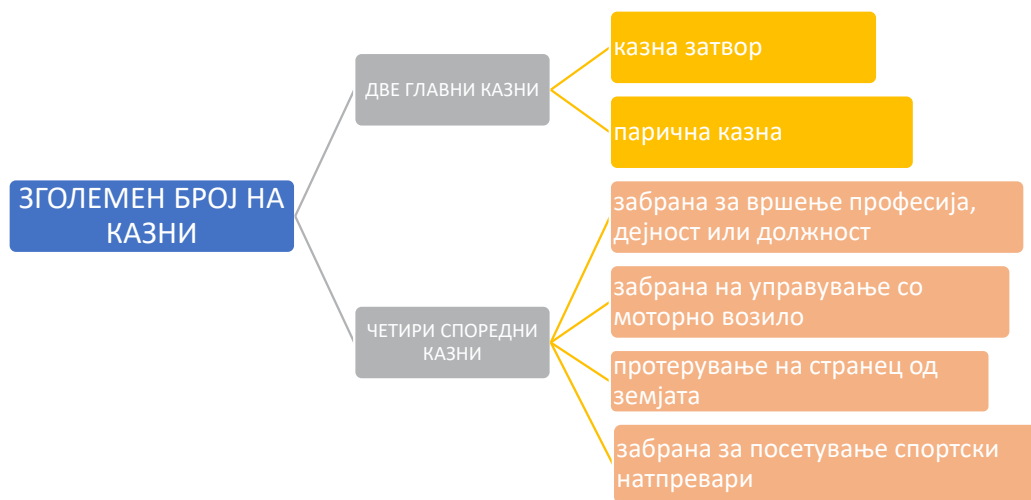 ЗГОЛЕМЕН БРОЈ НА
КАЗНИ
ДВЕ ГЛАВНИ КАЗНИ
казна затвор
парична казна
ЧЕТИРИ СПОРЕДНИ
КАЗНИ
забрана за вршење професија,
дејност или должност
забрана на управување со
моторно возило
протерување на странец од
земјата
забрана за посетување спортски
натпревари